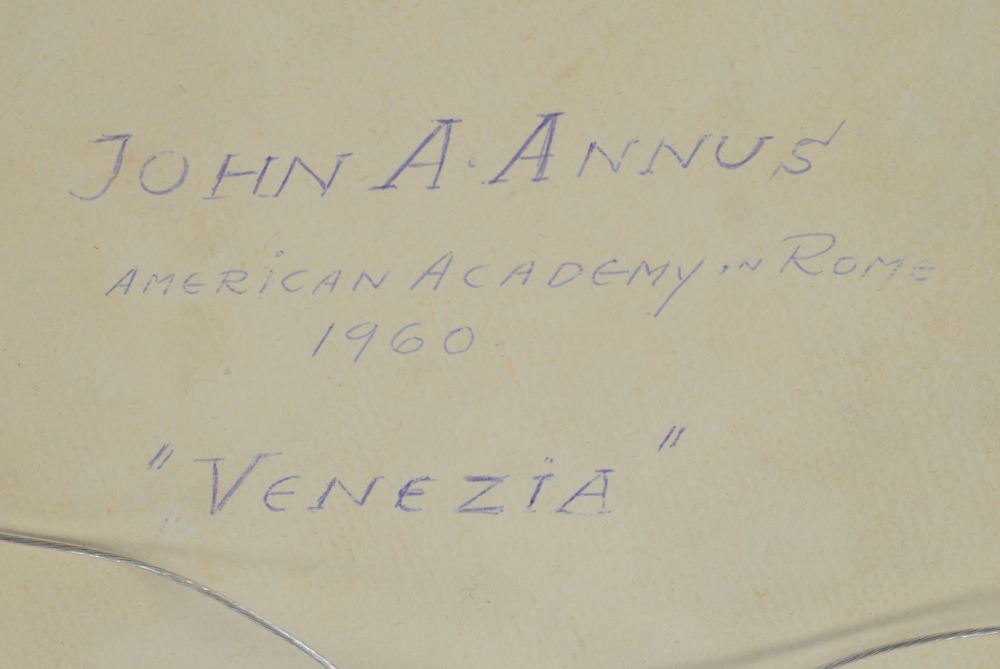 JOHN A. ANNUS
AMERICAN ACADEMY IN ROME
1960
"VENEZIA"